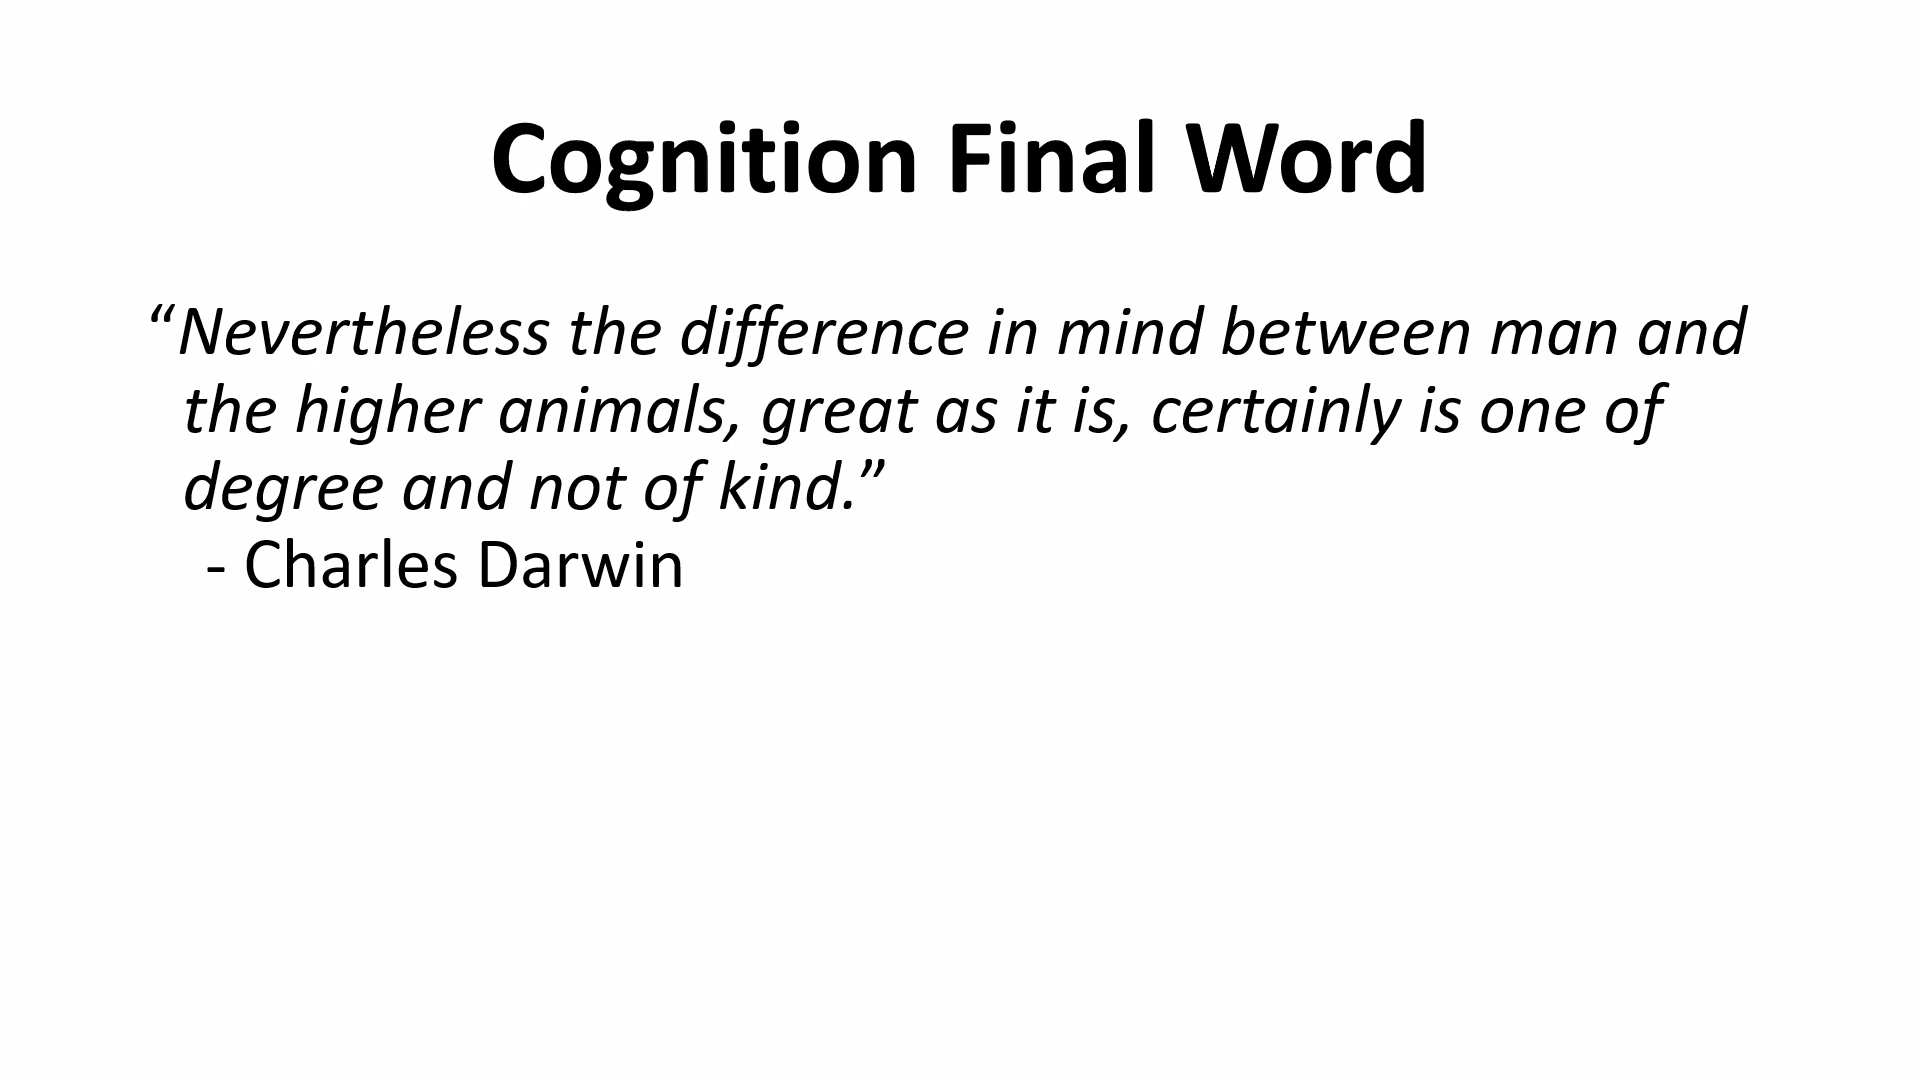 Cognition Final Word
“Nevertheless the difference in mind between man and
the higher animals, great as it is, certainly is one of
degree and not of kind.”
- Charles Darwin